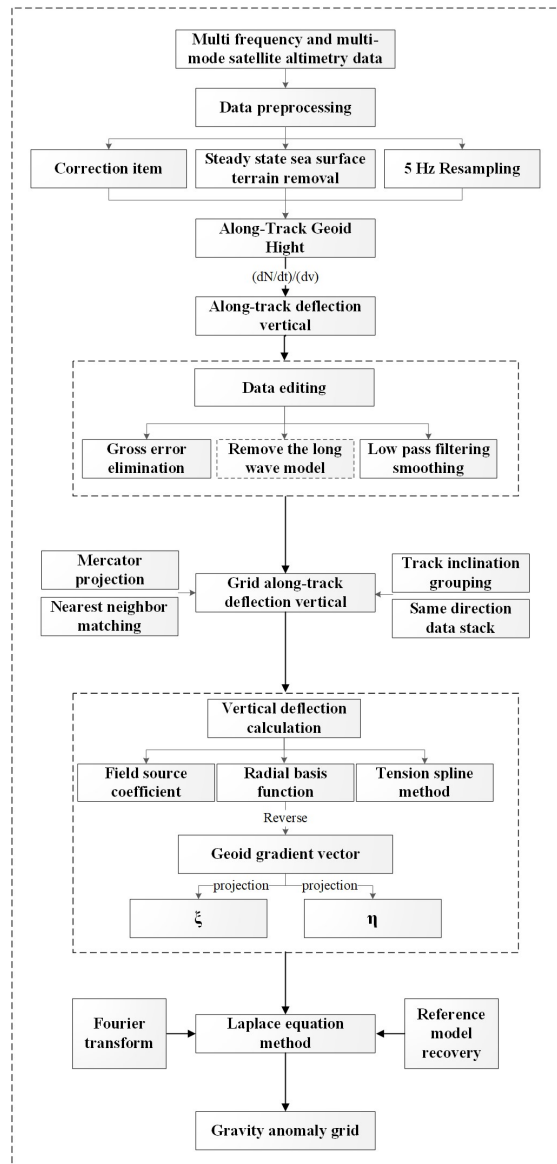 Multi frequency and multi-
mode satellite altimetry data
Data preprocessing
Correction item
Steady state sea surface
terrain removal
5 Hz Resampling
Along-Track Geoid
Hight
(dN/dt)/(dv)
Along-track deflection
vertical
Data editing
Gross error
elimination
Remove the long
wave model
Low pass filtering
smoothing
Mercator
projection
Nearest neighbor
matching
Grid along-track
deflection vertical
Track inclination
grouping
Same direction
data stack
Vertical deflection
calculation
Field source
coefficient
Radial basis
function
Tension spline
method
Reverse
Geoid gradient vector
projection
projection
ξ
η
Fourier
transform
Laplace equation
method
Reference
model
recovery
Gravity anomaly grid